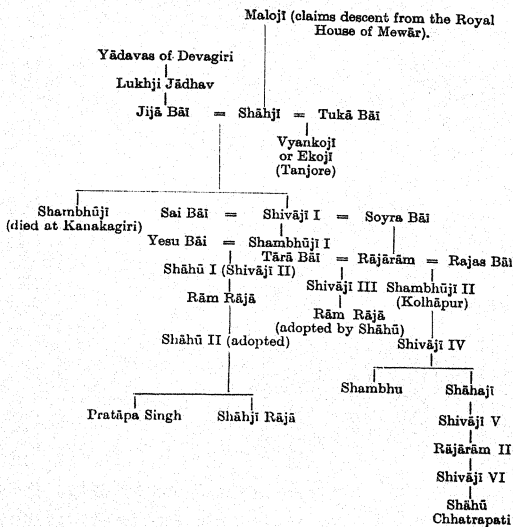 Malojī (claims descent from the Royal
House of Mewār).
Yādavas of Devagiri
Lukhji Jādhav
Jijā Bāī = Shāhjī = Tukā Bāī
Vyankojī
or Ekojī
(Tanjore)
Shambhūjī
(died at Kanakagiri)
Sai Bāī = Shivājī I = Soyra Bāī
Yesu Bāi = Shambhūjī I
Tārā Bāī = Rājārām = Rajas Bāī
Shāhū I (Shivājī II)
Shivājī III
Shambhūjī II
(Kolhāpur)
Rām Rājā
Rām Rājā
(adopted by Shāhū)
Shāhū II (adopted)
Shivājī IV
Shambhu
Shāhajī
Pratāpa Singh
Shāhjī Rājā
Shivājī V
Rājārām II
Shivājī VI
Shāhū
Chhatrapati